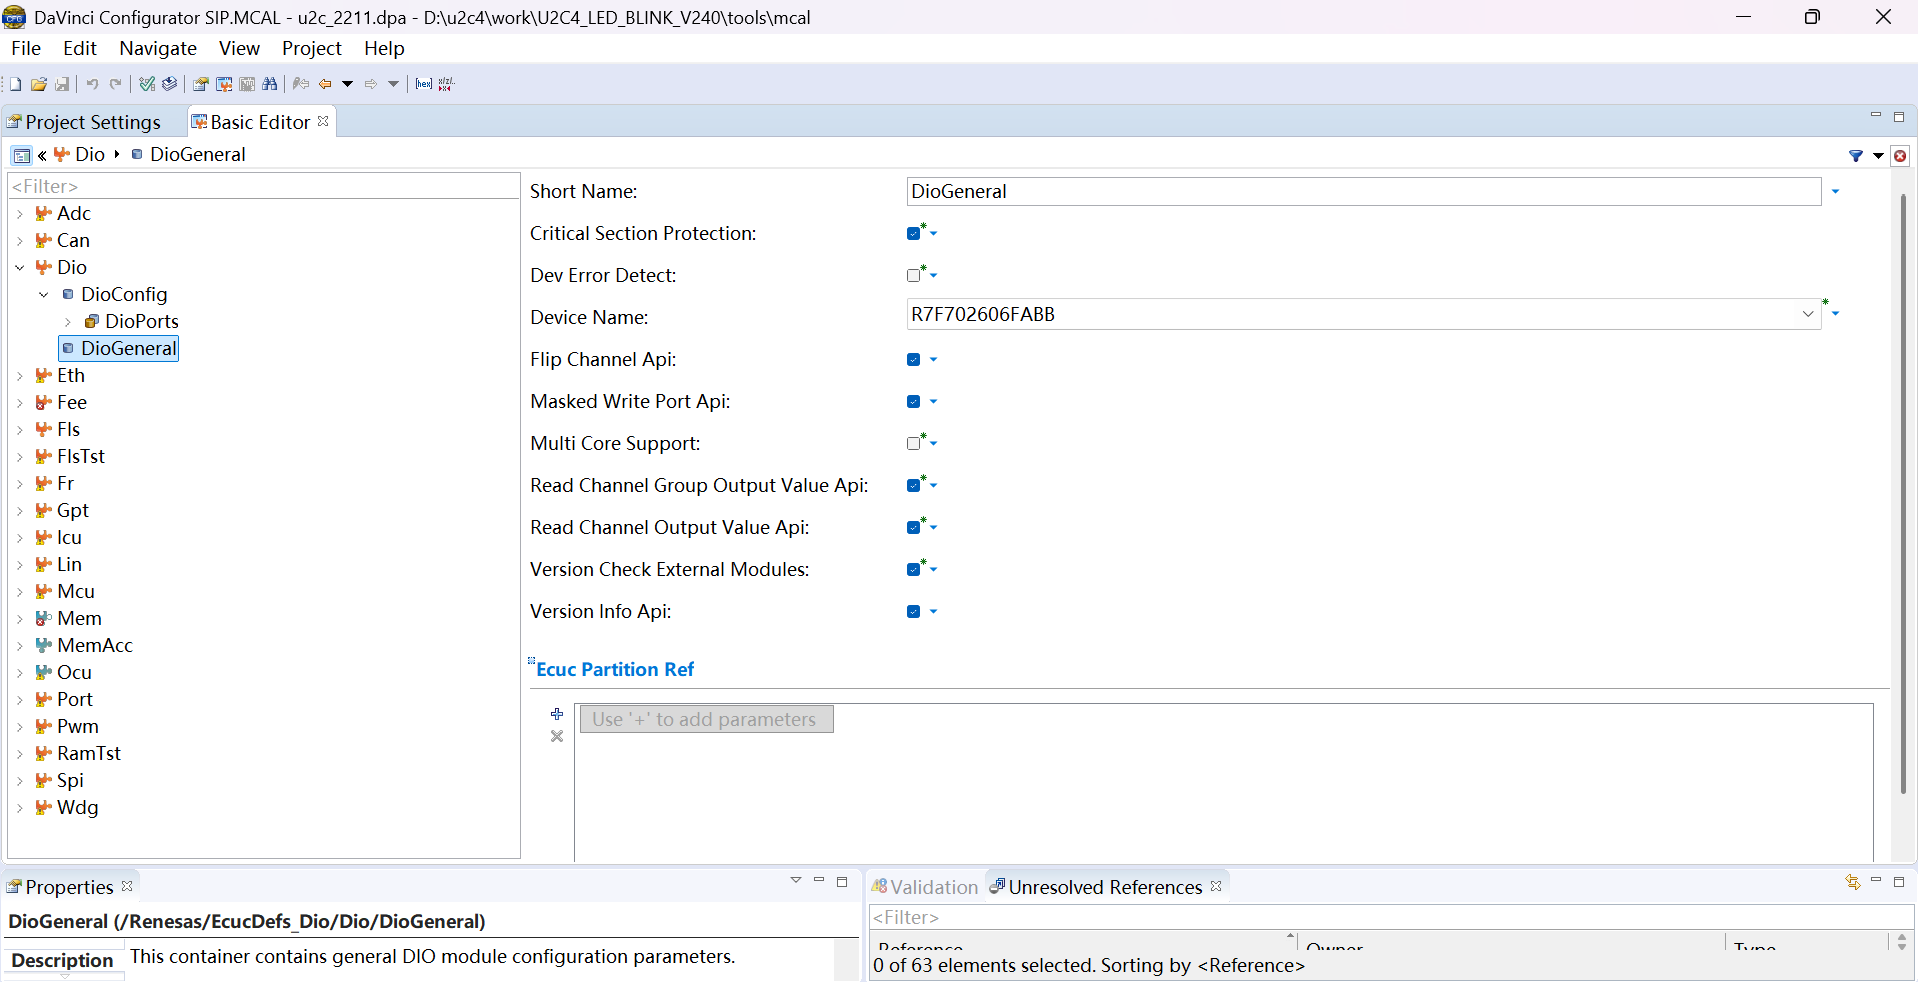 DaVinci Configurator SIP.MCAL - u2c_2211.dpa - D:\u2c4\work\U2C4_LED_BLINK_V240\tools\mcal
File Edit Navigate View Project Help
Project Settings Basic Editor
« Dio DioGeneral
<Filter>
Adc
Can
Dio
DioConfig
DioPorts
DioGeneral
Eth
Fee
Fls
FlsTst
Fr
Gpt
Icu
Lin
Mcu
Mem
MemAcc
Ocu
Port
Pwm
RamTst
Spi
Wdg
Short Name: DioGeneral
Critical Section Protection:
Dev Error Detect:
Device Name: R7F702606FABB
Flip Channel Api:
Masked Write Port Api:
Multi Core Support:
Read Channel Group Output Value Api:
Read Channel Output Value Api:
Version Check External Modules:
Version Info Api:
Ecuc Partition Ref
Use '+' to add parameters
Properties
DioGeneral (/Renesas/EcucDefs_Dio/Dio/DioGeneral)
Description This container contains general DIO module configuration parameters.
Validation Unresolved References
<Filter>
Reference Owner Type
0 of 63 elements selected. Sorting by <Reference>